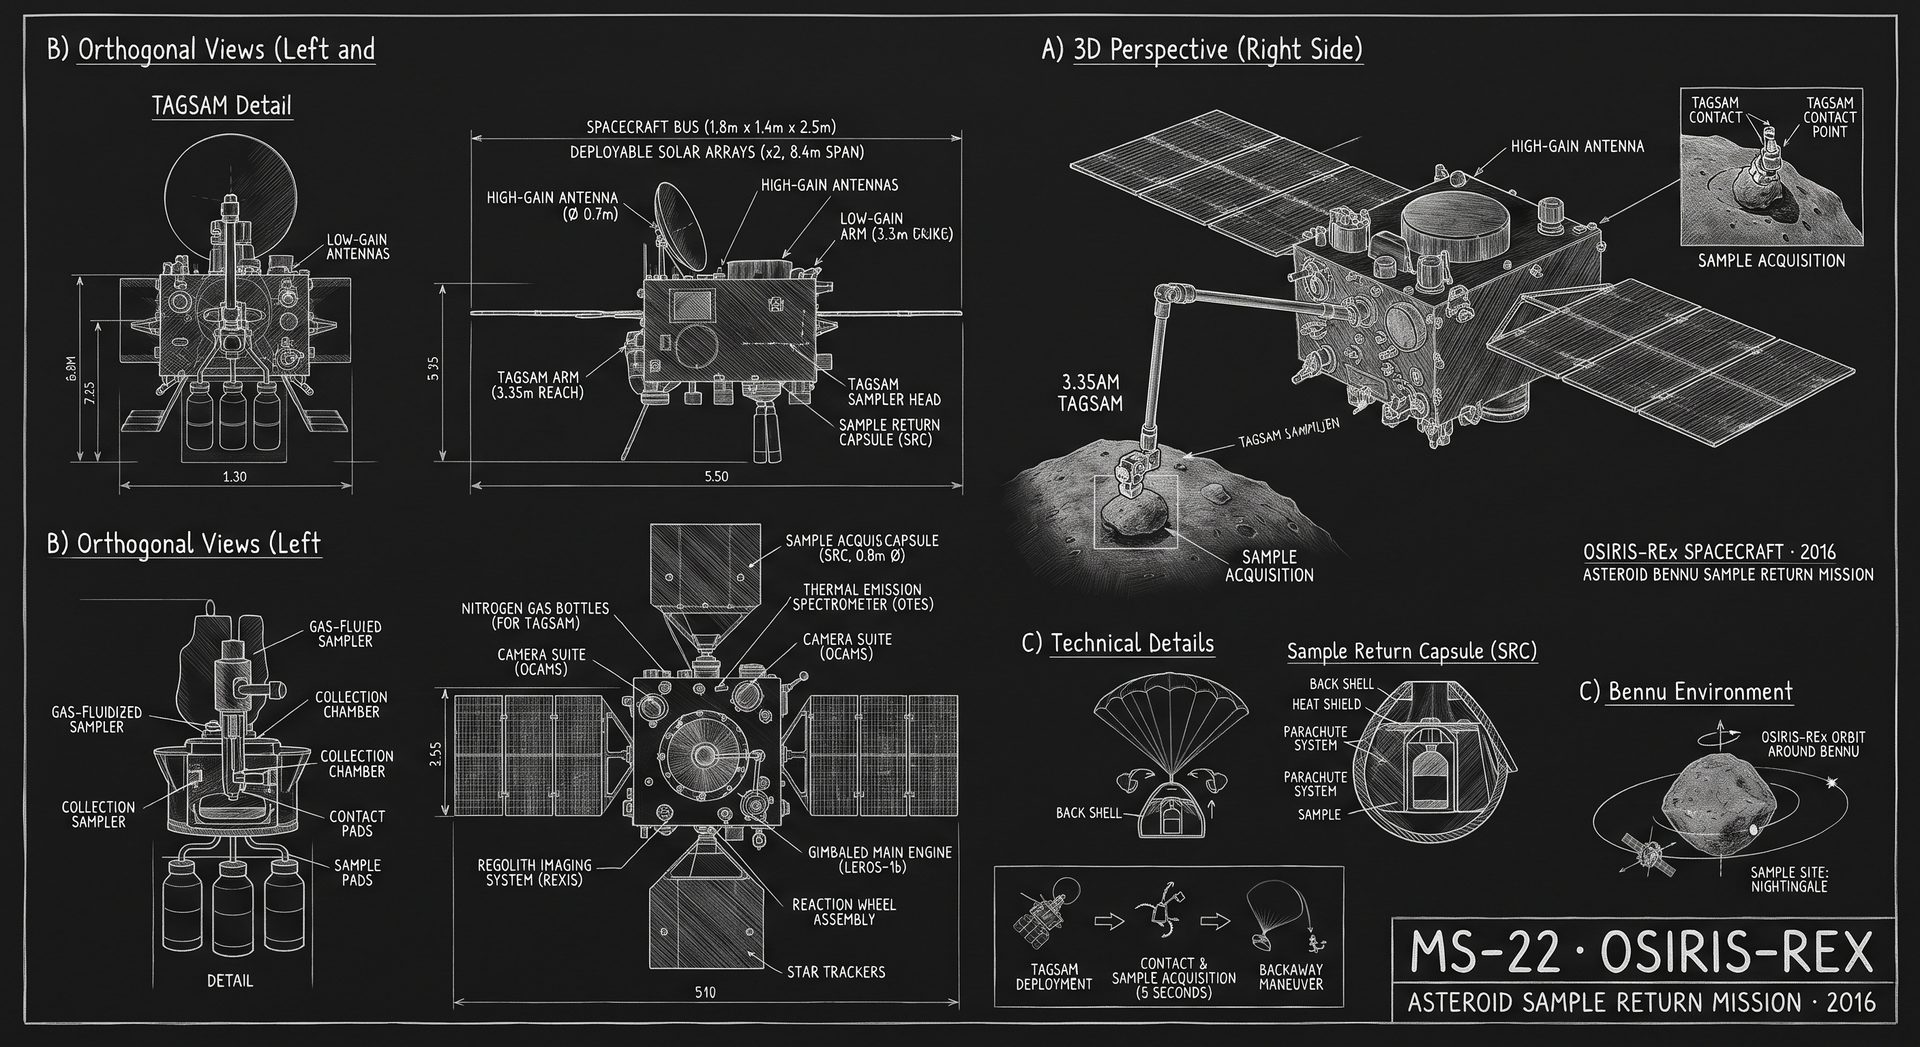 B) Orthogonal Views (Left and
TAGSAM Detail
LOW-GAIN
ANTENNAS
7.25
1.30
SPACECRAFT BUS (1,8m x 1.4m x 2.5m)
DEPLOYABLE SOLAR ARRAYS (x2, 8.4m SPAN)
HIGH-GAIN ANTENNA
(Ø 0.7m)
HIGH-GAIN ANTENNAS
LOW-GAIN
ARM (3.3m
TAGSAM ARM
(3.35m REACH)
TAGSAM
SAMPLER HEAD
SAMPLE RETURN
CAPSULE (SRC)
5.50
A) 3D Perspective (Right Side)
HIGH-GAIN ANTENNA
TAGSAM
CONTACT
TAGSAM
CONTACT
POINT
SAMPLE ACQUISITION
3.35AM
TAGSAM
TAGSAM
SAMPLE
ACQUISITION
OSIRIS-REx SPACECRAFT · 2016
ASTEROID BENNU SAMPLE RETURN MISSION
B) Orthogonal Views (Left
GAS-FLUIED
SAMPLER
COLLECTION
CHAMBER
GAS-FLUIDIZED
SAMPLER
COLLECTION
CHAMBER
COLLECTION
SAMPLER
CONTACT
PADS
SAMPLE
PADS
DETAIL
SAMPLE ACQUIS CAPSULE
(SRC, 0.8m Ø)
THERMAL EMISSION
SPECTROMETER (OTES)
NITROGEN GAS BOTTLES
(FOR TAGSAM)
CAMERA SUITE
(OCAMS)
CAMERA SUITE
(OCAMS)
REGOLITH IMAGING
SYSTEM (REXIS)
GIMBALED MAIN ENGINE
(LEROS-1b)
REACTION WHEEL
ASSEMBLY
STAR TRACKERS
510
C) Technical Details
BACK SHELL
Sample Return Capsule (SRC)
BACK SHELL
HEAT SHIELD
PARACHUTE
SYSTEM
PARACHUTE
SYSTEM
SAMPLE
C) Bennu Environment
OSIRIS-REx ORBIT
AROUND BENNU
SAMPLE SITE:
NIGHTINGALE
TAGSAM
DEPLOYMENT
CONTACT &
SAMPLE ACQUISITION
(5 SECONDS)
BACKAWAY
MANEUVER
MS-22 · OSIRIS-REX
ASTEROID SAMPLE RETURN MISSION · 2016